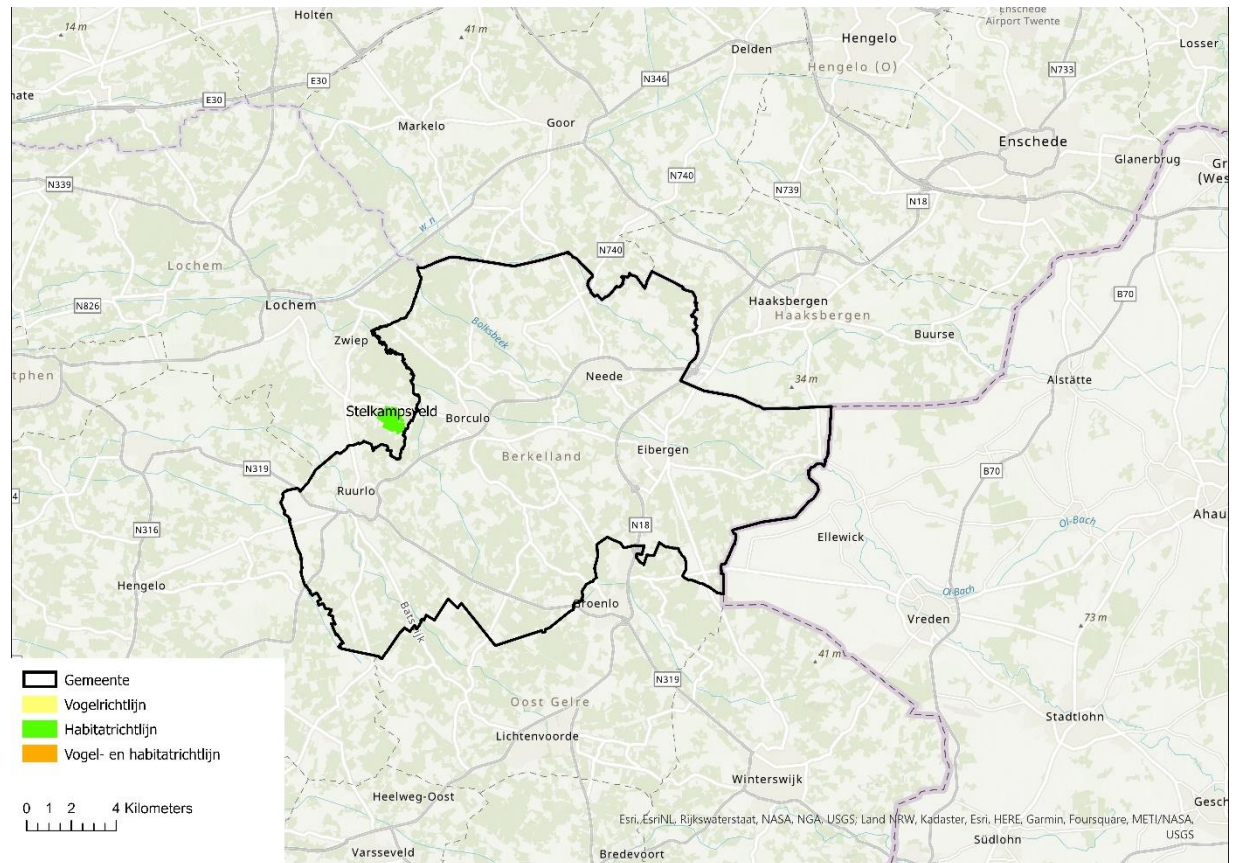 Holten
14 m
41 m
Enschede
Airport Twente
Hengelo
Hengelo (O)
Delden
Losser
N733
N346
E30
E30
Markelo
Goor
Enschede
Glanerbrug
N339
N740
N739
N18
w n
N740
Lochem
Lochem
N826
Haaksbergen
Haaksbergen
B70
Buurse
Zwiep
Bolksbeek
Neede
34 m
Alstätte
Stelkampsveld
Borculo
Berkelland
Eibergen
N319
B70
Ruurlo
N316
N18
Ellewick
Ol-Bach
Ahau
Hengelo
Groenlo
Ol-Bach
Vreden
73 m
41 m
N319
Oost Gelre
Stadtlohn
Lichtenvoorde
Winterswijk
Heelweg-Oost
Varsseveld
Bredevoort
Südlohn
Gemeente
Vogelrichtlijn
Habitatrichtlijn
Vogel- en habitatrichtlijn
0 1 2 4 Kilometers
Esri, EsriNL, Rijkswaterstaat, NASA, NGA, USGS; Land NRW, Kadaster, Esri, HERE, Garmin, Foursquare, METI/NASA,
USGS